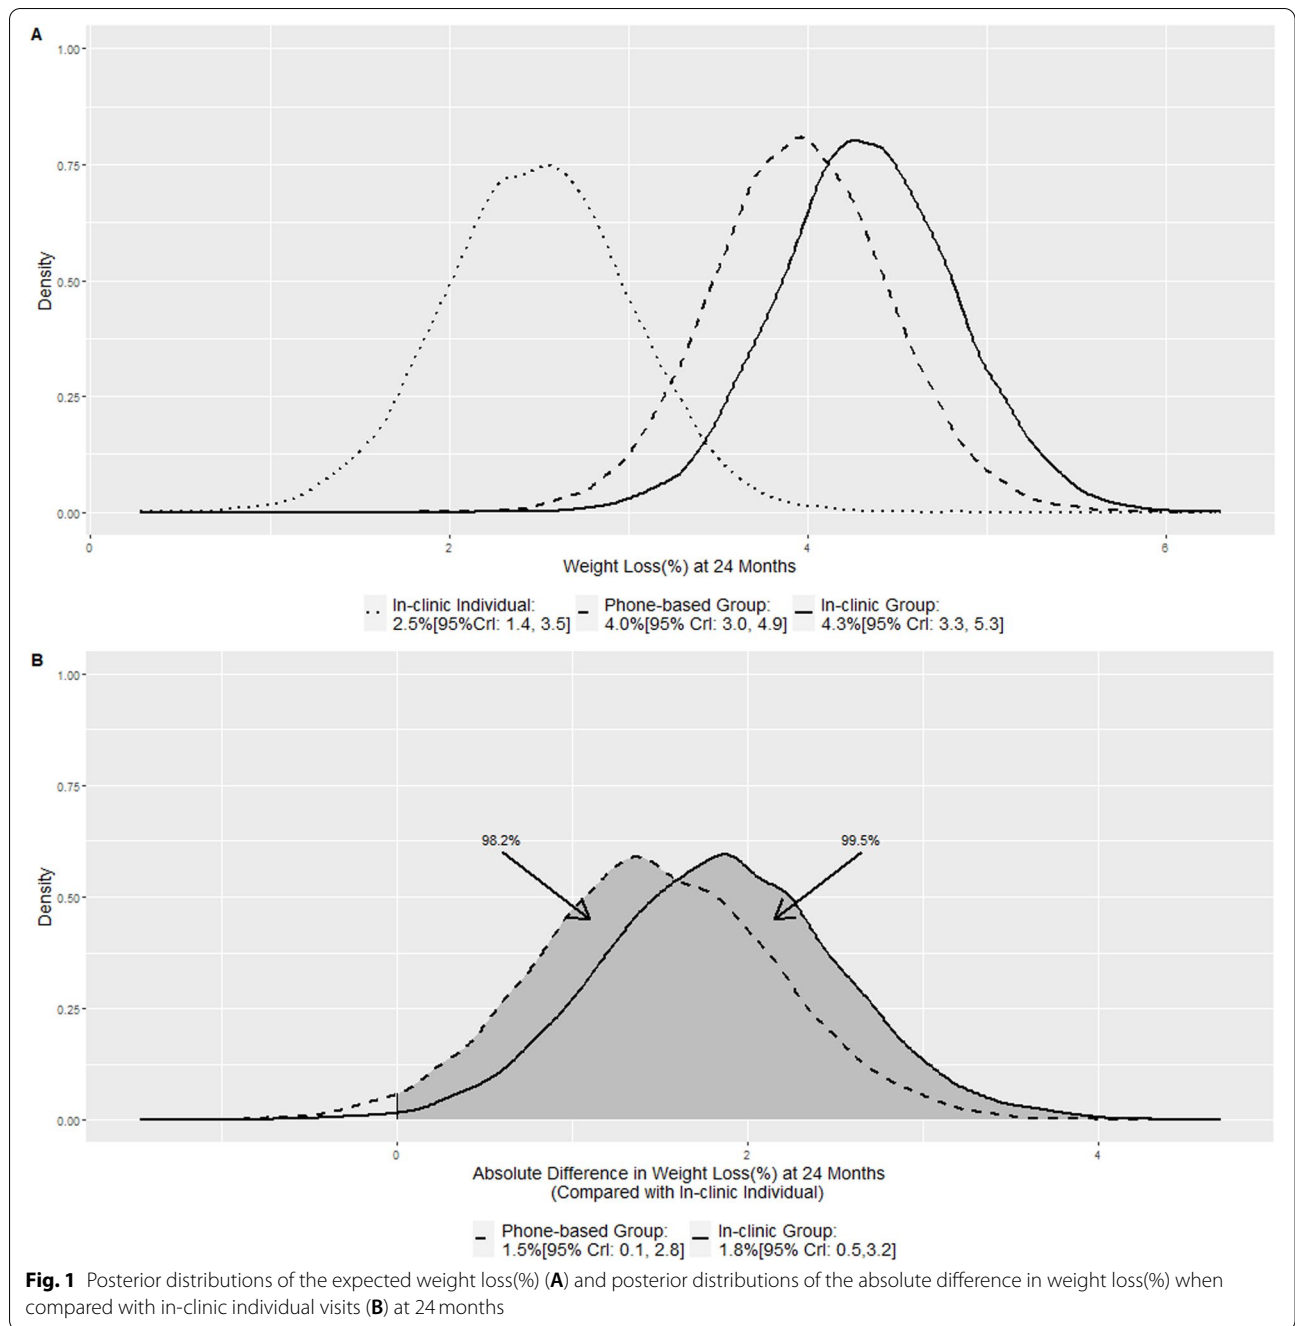 A
1.00
0.75
0.50
0.25
0.00
Density
0 2 4 6
Weight Loss(%) at 24 Months
In-clinic Individual: Phone-based Group: In-clinic Group:
2.5%[95%CrI: 1.4, 3.5] 4.0%[95% CrI: 3.0, 4.9] 4.3%[95% CrI: 3.3, 5.3]
B
1.00
0.75
98.2% 99.5%
0.50
0.25
0.00
Density
0 2 4
Absolute Difference in Weight Loss(%) at 24 Months
(Compared with In-clinic Individual)
Phone-based Group: In-clinic Group:
1.5%[95% CrI: 0.1, 2.8] 1.8%[95% CrI: 0.5,3.2]
Fig. 1 Posterior distributions of the expected weight loss(%) (A) and posterior distributions of the absolute difference in weight loss(%) when
compared with in-clinic individual visits (B) at 24 months